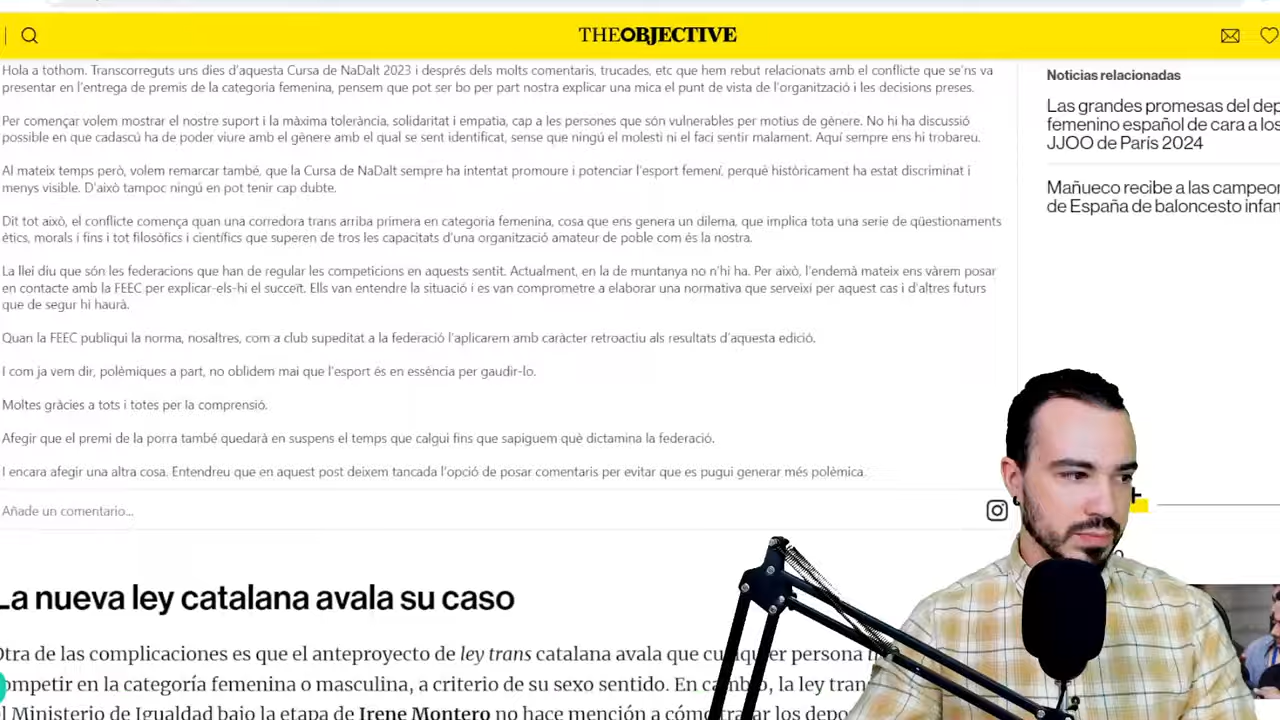 THEOBJECTIVE
Hola a tothom. Transcorreguts uns dies d'aquesta Cursa de NaDalt 2023 i després dels molts comentaris, trucades, etc que hem rebut relacionats amb el conflicte que se'ns va
presentar en l'entrega de premis de la categoria femenina, pensem que pot ser bo per part nostra explicar una mica el punt de vista de l'organització i les decisions preses.
Per començar volem mostrar el nostre suport i la màxima tolerància, solidaritat i empatia, cap a les persones que són vulnerables per motius de gènere. No hi ha discussió
possible en que cadascú ha de poder viure amb el gènere amb el qual se sent identificat, sense que ningú el molesti ni el faci sentir malament. Aquí sempre ens hi trobareu.
Al mateix temps però, volem remarcar també, que la Cursa de NaDalt sempre ha intentat promoure i potenciar l'esport femení, perquè històricament ha estat discriminat i
menys visible. D'això tampoc ningú en pot tenir cap dubte.
Dit tot això, el conflicte comença quan una corredora trans arriba primera en categoria femenina, cosa que ens genera un dilema, que implica tota una serie de qüestionaments
ètics, morals i fins i tot filosòfics i científics que superen de tros les capacitats d'una organització amateur de poble com és la nostra.
La llei diu que són les federacions que han de regular les competicions en aquests sentit. Actualment, en la de muntanya no n'hi ha. Per això, l'endemà mateix ens vàrem posar
en contacte amb la FEEC per explicar-els-hi el succeït. Ells van entendre la situació i es van comprometre a elaborar una normativa que serveixi per aquest cas i d'altres futurs
que de segur hi haurà.
Quan la FEEC publiqui la norma, nosaltres, com a club supeditat a la federació l'aplicarem amb caràcter retroactiu als resultats d'aquesta edició.
I com ja vem dir, polèmiques a part, no oblidem mai que l'esport és en essència per gaudir-lo.
Moltes gràcies a tots i totes per la comprensió.
Afegir que el premi de la porra també quedarà en suspens el temps que calgui fins que sapiguem què dictamina la federació.
I encara afegir una altra cosa. Entendreu que en aquest post deixem tancada l'opció de posar comentaris per evitar que es pugui generar més polèmica.
Añade un comentario...
Noticias relacionadas
Las grandes promesas del dep
femenino español de cara a los
JJOO de París 2024
Mañueco recibe a las campeon
de España de baloncesto infan
La nueva ley catalana avala su caso
Otra de las complicaciones es que el anteproyecto de ley trans catalana avala que cualquier persona
competir en la categoría femenina o masculina, a criterio de su sexo sentido. En cambio, la ley tran
el Ministerio de Igualdad bajo la etapa de Irene Montero no hace mención a cómo tratar los depo